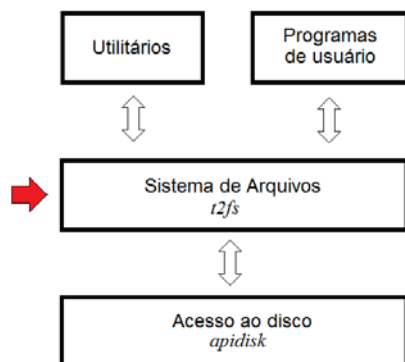 Utilitários
Programas
de usuário
Sistema de Arquivos
t2fs
Acesso ao disco
apidisk